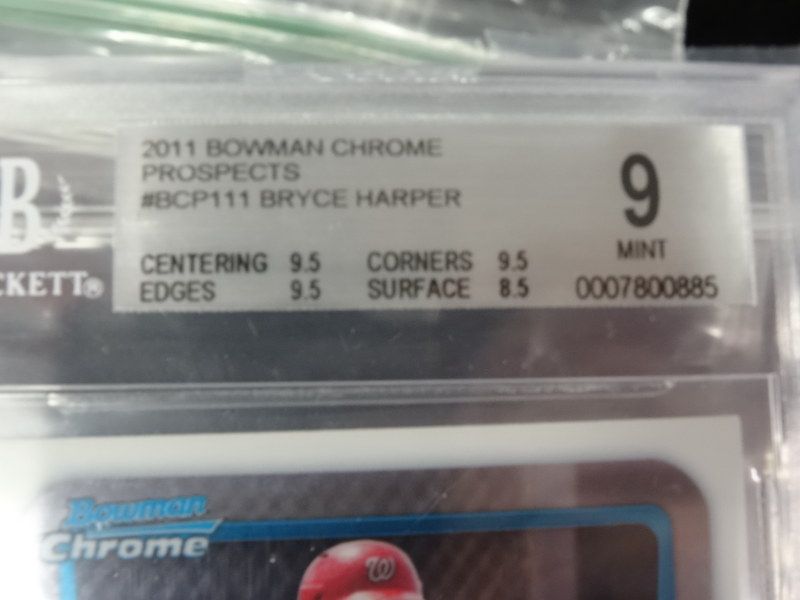 2011 BOWMAN CHROME
PROSPECTS
#BCP111 BRYCE HARPER
9
MINT
CENTERING 9.5 CORNERS 9.5
EDGES 9.5 SURFACE 8.5 0007800885
B
CKETT®
Bowman
Chrome
W